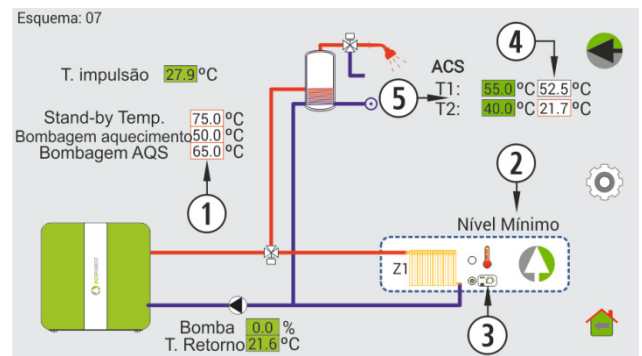 Esquema: 07
T. impulsão 27.9 ºC
Stand-by Temp. 75.0 ºC
Bombagem aquecimento 50.0 ºC
Bombagem AQS 65.0 ºC
1
ACS
T1: 55.0 ºC 52.5 ºC
T2: 40.0 ºC 21.7 ºC
4
5
2
Nível Mínimo
Z1
3
ECOFOREST
Bomba 0.0 %
T. Retorno 21.6 ºC